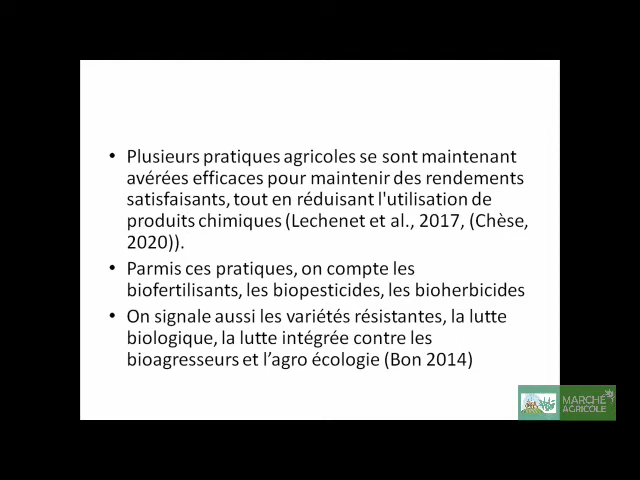 • Plusieurs pratiques agricoles se sont maintenant
avérées efficaces pour maintenir des rendements
satisfaisants, tout en réduisant l'utilisation de
produits chimiques (Lechenet et al., 2017, (Chèse,
2020)).
• Parmis ces pratiques, on compte les
biofertilisants, les biopesticides, les bioherbicides
• On signale aussi les variétés résistantes, la lutte
biologique, la lutte intégrée contre les
bioagresseurs et l’agro écologie (Bon 2014)
MARCHE
AGRICOLE